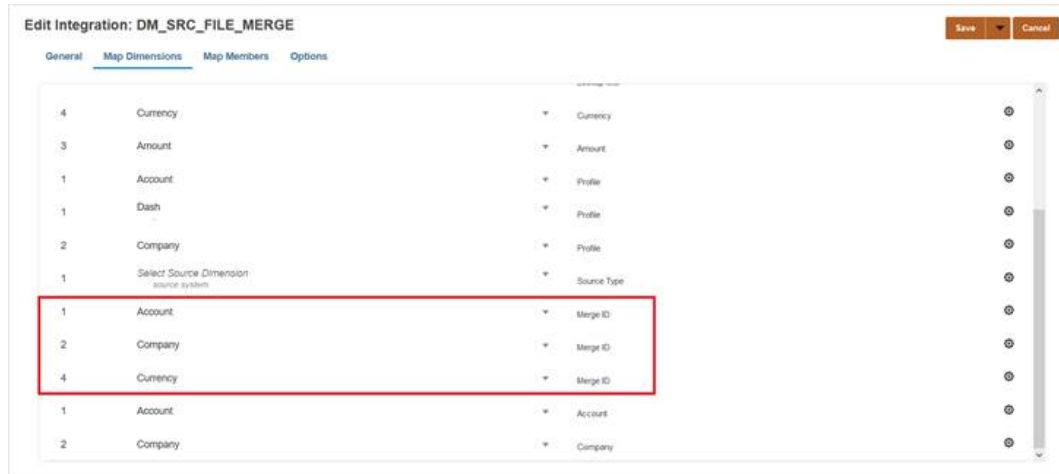 Edit Integration: DM_SRC_FILE_MERGE
Save Cancel
General Map Dimensions Map Members Options
4 Currency Currency
3 Amount Amount
1 Account Profile
1 Dash Profile
-
2 Company Profile
1 Select Source Dimension Source Type
source system
1 Account Merge ID
2 Company Merge ID
4 Currency Merge ID
1 Account Account
2 Company Company